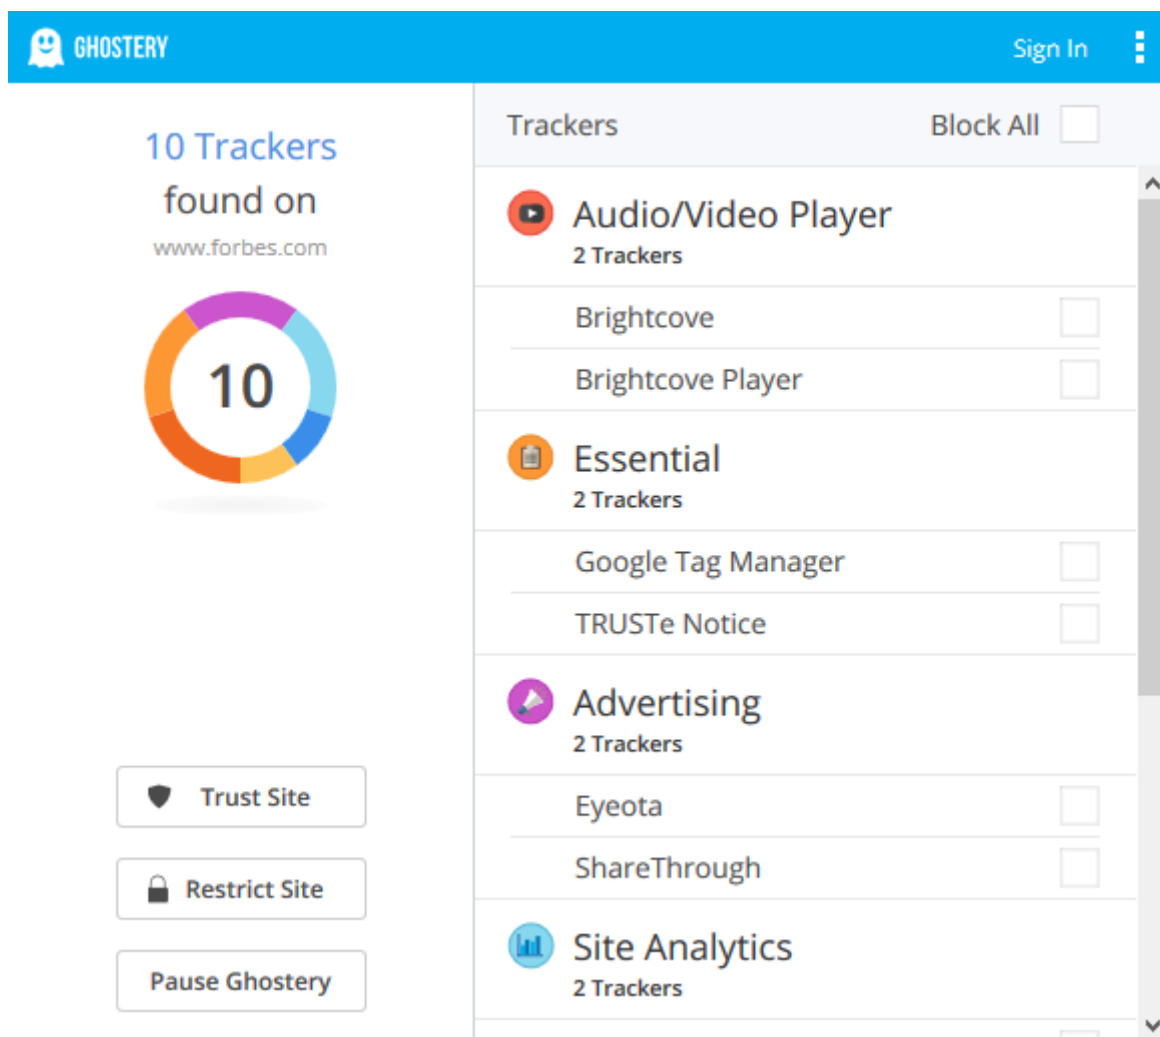 GHOSTERY
Sign In
10 Trackers
found on
www.forbes.com
10
Trust Site
Restrict Site
Pause Ghostery
Trackers
Block All
Audio/Video Player
2 Trackers
Brightcove
Brightcove Player
Essential
2 Trackers
Google Tag Manager
TRUSTe Notice
Advertising
2 Trackers
Eyeota
ShareThrough
Site Analytics
2 Trackers